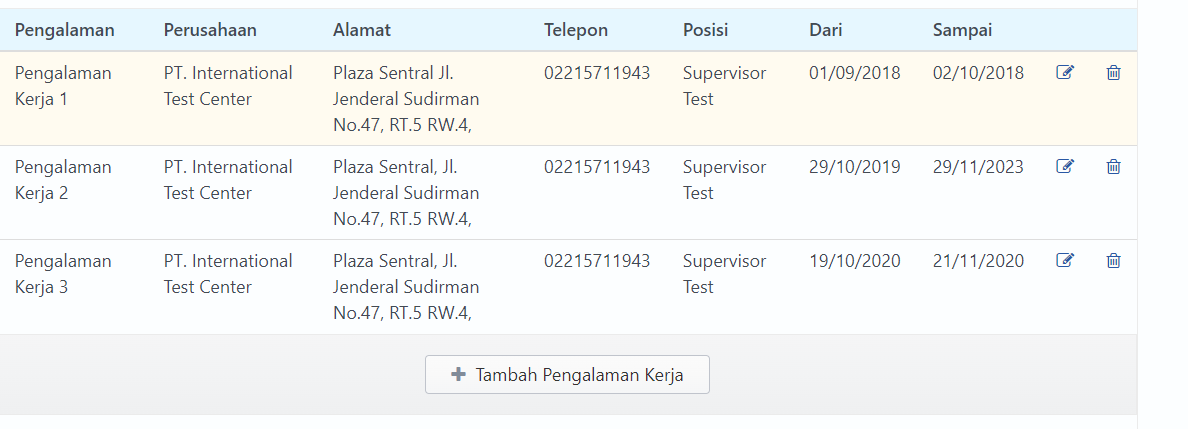 Pengalaman Perusahaan Alamat Telepon Posisi Dari Sampai
Pengalaman PT. International Plaza Sentral Jl. 02215711943 Supervisor 01/09/2018 02/10/2018
Kerja 1 Test Center Jenderal Sudirman Test
No.47, RT.5 RW.4,
Pengalaman PT. International Plaza Sentral, Jl. 02215711943 Supervisor 29/10/2019 29/11/2023
Kerja 2 Test Center Jenderal Sudirman Test
No.47, RT.5 RW.4,
Pengalaman PT. International Plaza Sentral, Jl. 02215711943 Supervisor 19/10/2020 21/11/2020
Kerja 3 Test Center Jenderal Sudirman Test
No.47, RT.5 RW.4,
Tambah Pengalaman Kerja